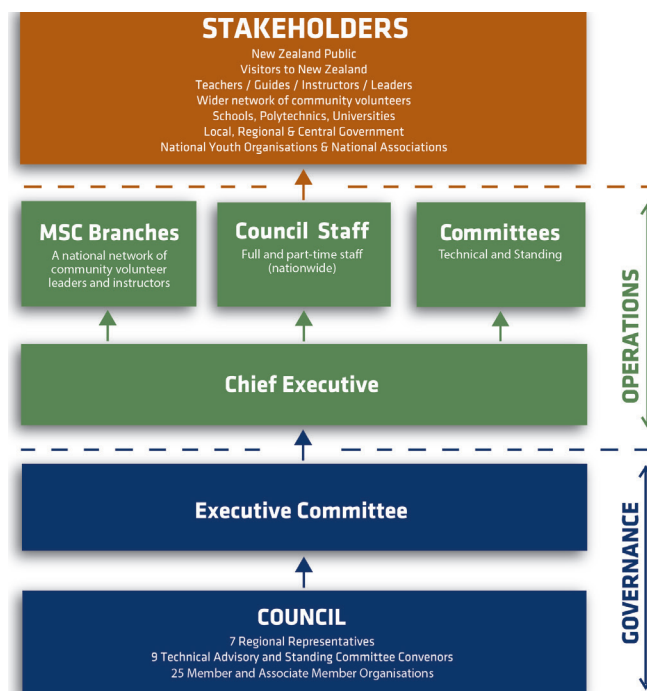 STAKEHOLDERS
New Zealand Public
Visitors to New Zealand
Teachers / Guides / Instructors / Leaders
Wider network of community volunteers
Schools, Polytechnics, Universities
Local, Regional & Central Government
National Youth Organisations & National Associations
MSC Branches
A national network of
community volunteer
leaders and instructors
Council Staff
Full and part-time staff
(nationwide)
Committees
Technical and Standing
Chief Executive
OPERATIONS
Executive Committee
COUNCIL
7 Regional Representatives
9 Technical Advisory and Standing Committee Convenors
25 Member and Associate Member Organisations
GOVERNANCE